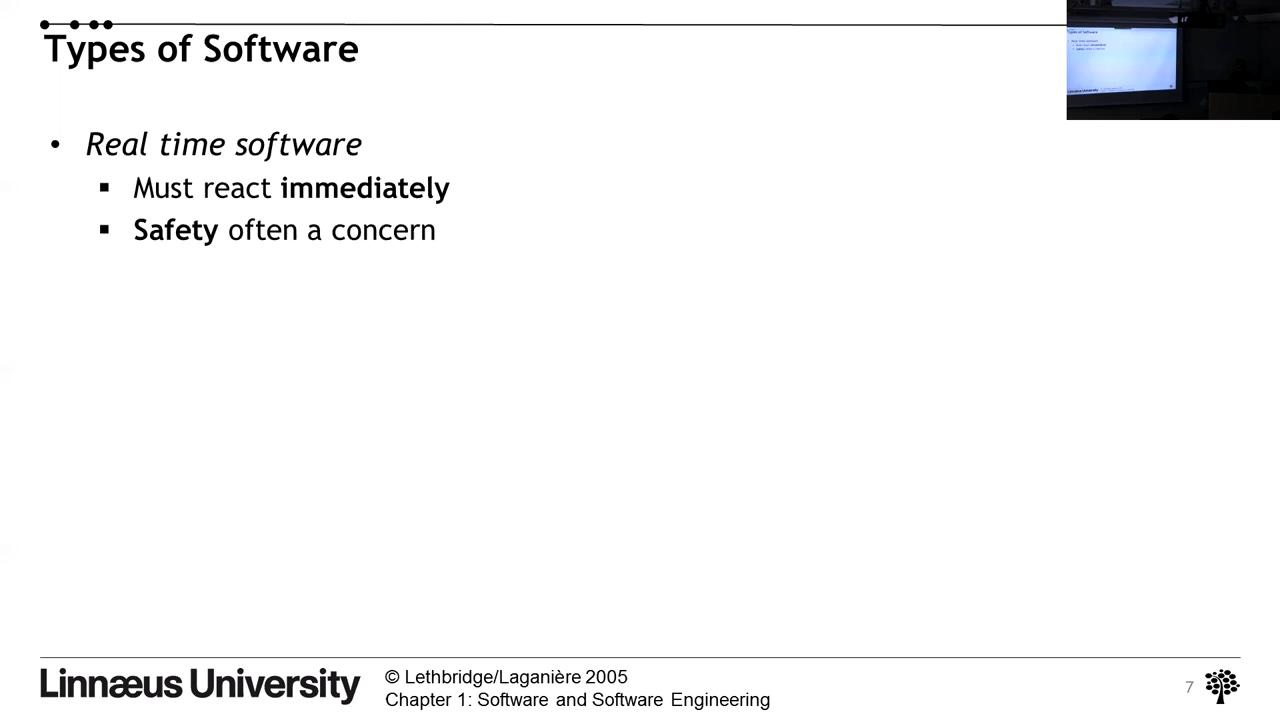 Types of Software
• Real time software
▪ Must react immediately
▪ Safety often a concern
Linnæus University
© Lethbridge/Laganière 2005
Chapter 1: Software and Software Engineering
7